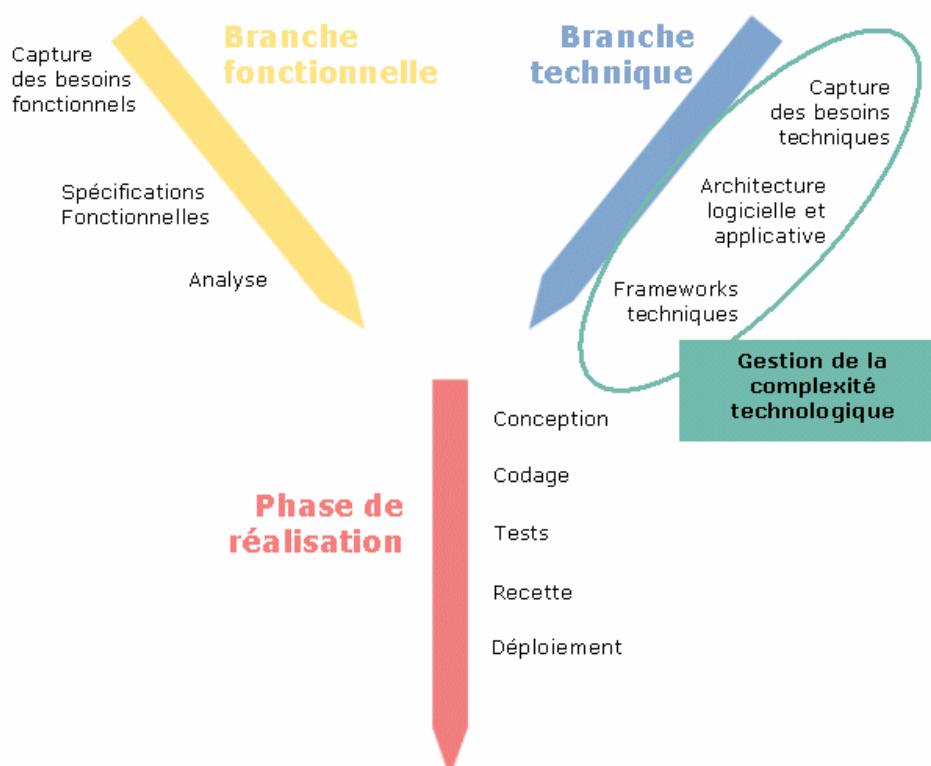 Branche
fonctionnelle
Capture
des besoins
fonctionnels
Spécifications
Fonctionnelles
Analyse
Branche
technique
Capture
des besoins
techniques
Architecture
logicielle et
applicative
Frameworks
techniques
Gestion de la
complexité
technologique
Phase de
réalisation
Conception
Codage
Tests
Recette
Déploiement